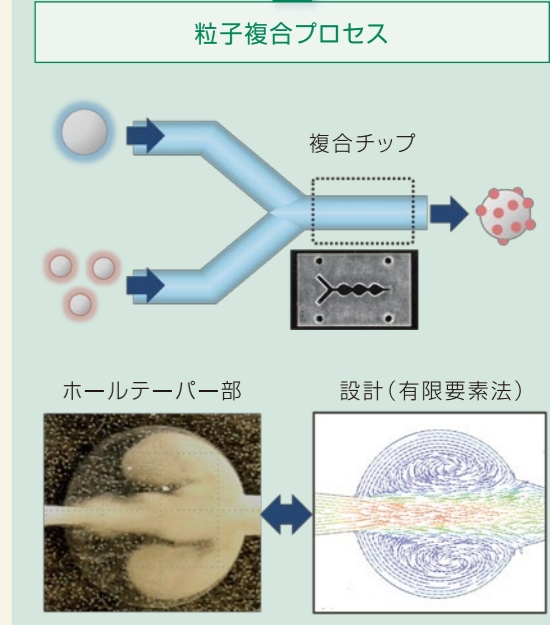 粒子複合プロセス
複合チップ
ホールテーパー部
設計（有限要素法）